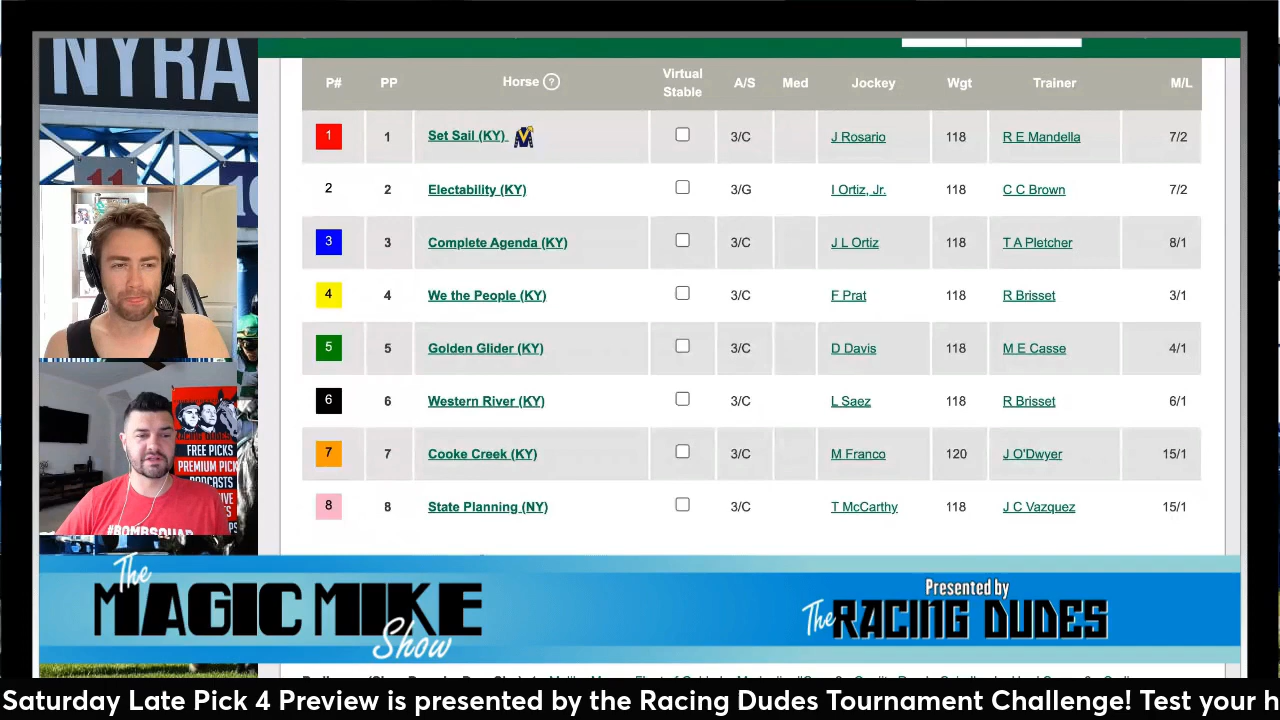 NYRA
11
P# PP Horse ? Virtual Stable A/S Med Jockey Wgt Trainer M/L
1 1 Set Sail (KY) 3/C J Rosario 118 R E Mandella 7/2
2 2 Electability (KY) 3/G I Ortiz, Jr. 118 C C Brown 7/2
3 3 Complete Agenda (KY) 3/C J L Ortiz 118 T A Pletcher 8/1
4 4 We the People (KY) 3/C F Prat 118 R Brisset 3/1
5 5 Golden Glider (KY) 3/C D Davis 118 M E Casse 4/1
6 6 Western River (KY) 3/C L Saez 118 R Brisset 6/1
7 7 Cooke Creek (KY) 3/C M Franco 120 J O'Dwyer 15/1
8 8 State Planning (NY) 3/C T McCarthy 118 J C Vazquez 15/1
RACING DUDES
FREE PICKS
PREMIUM PICK
PODCASTS
#BOMBSQUAD
The
MAGIC MIKE
Show
Presented by
The RACING DUDES
Saturday Late Pick 4 Preview is presented by the Racing Dudes Tournament Challenge! Test your h